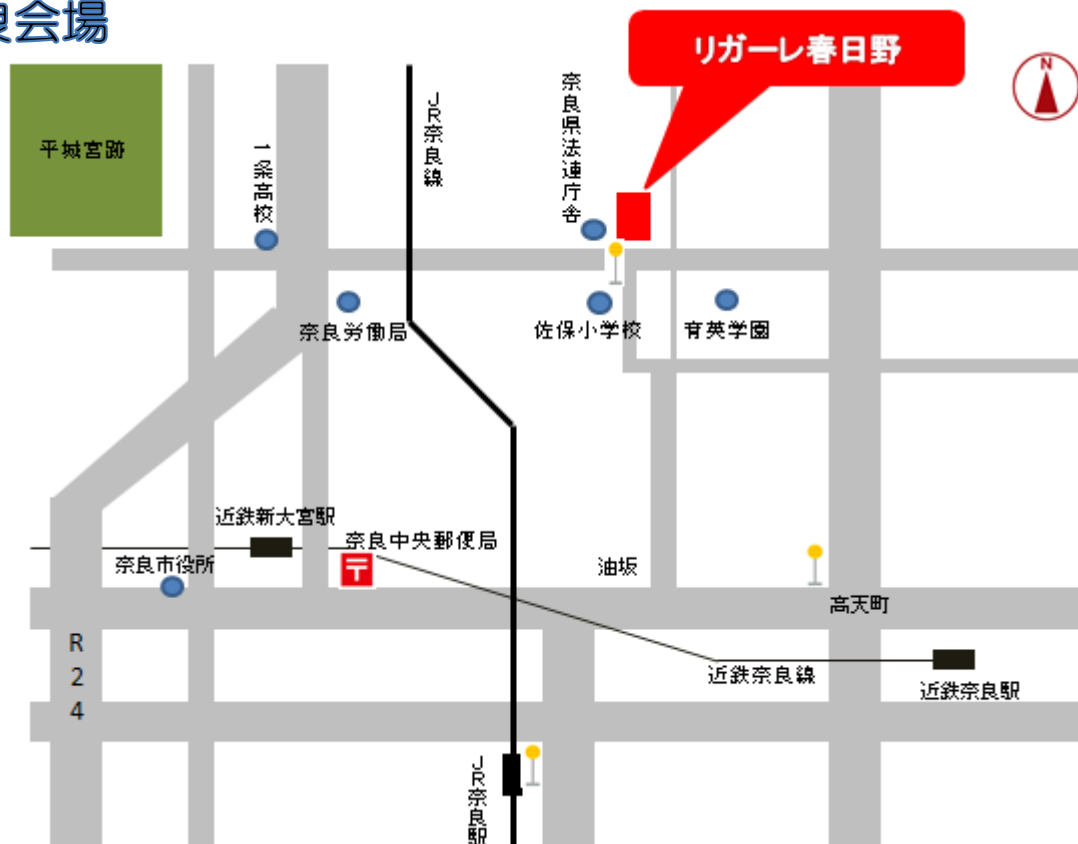 良会場
リガーレ春日野
N
平城宮跡
一条高校
JR奈良線
奈良県法連庁舎
奈良労働局
佐保小学校
育英学園
近鉄新大宮駅
奈良中央郵便局
奈良市役所
〒
油坂
高天町
R24
近鉄奈良線
近鉄奈良駅
JR奈良駅